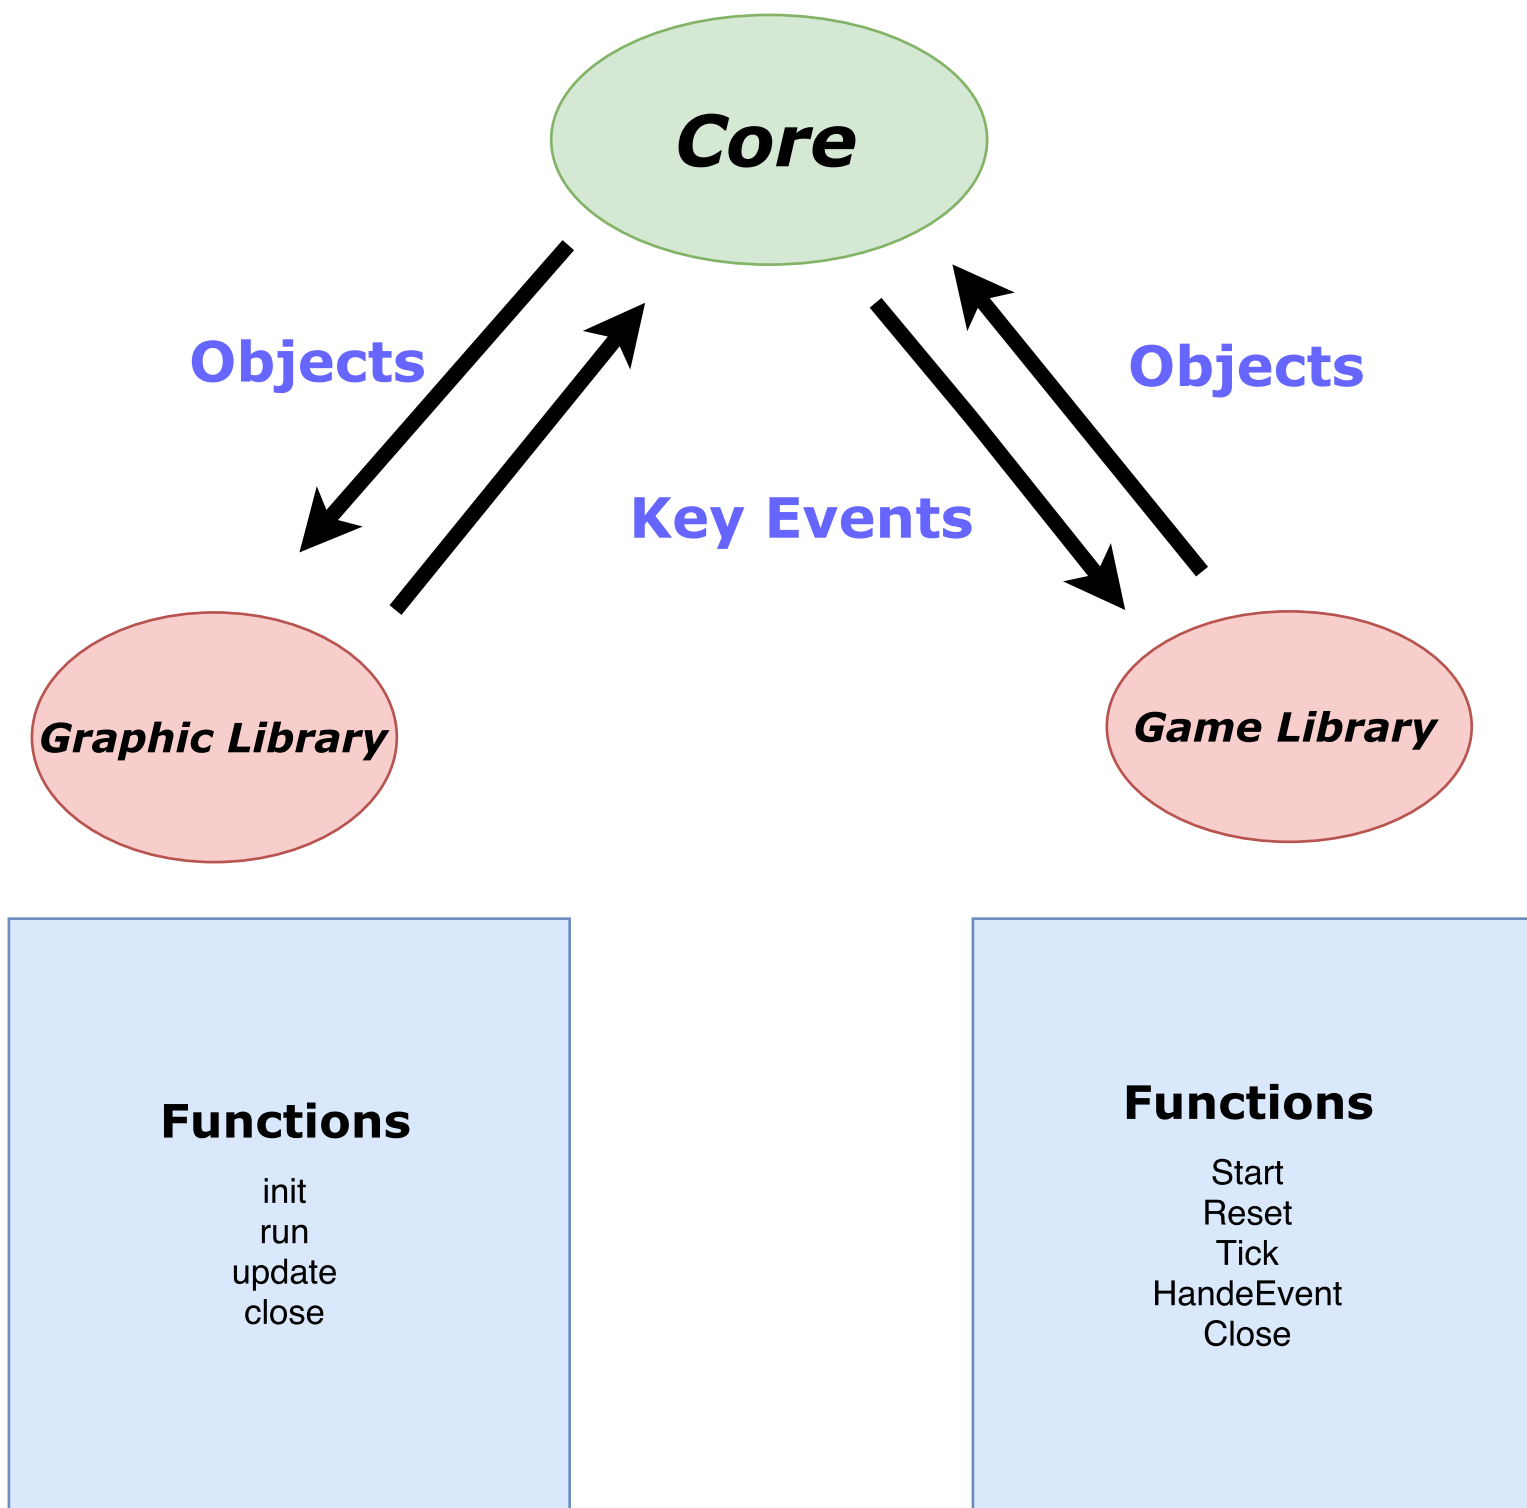 Core
Objects
Objects
Key Events
Graphic Library
Game Library
Functions
init
run
update
close
Functions
Start
Reset
Tick
HandeEvent
Close